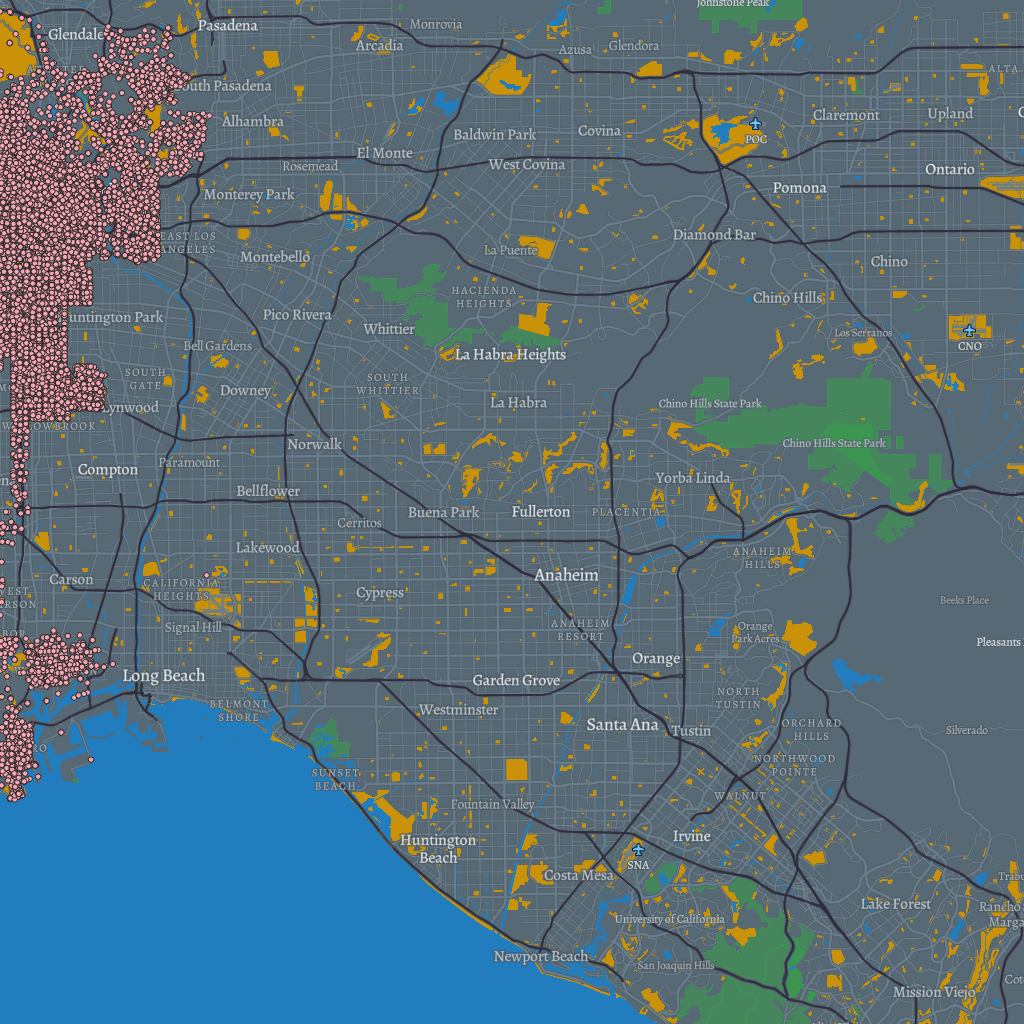 Johnstone Peak
Glendale
Pasadena
Monrovia
Arcadia
Azusa
Glendora
ALTA
South Pasadena
Alhambra
Baldwin Park
Covina
POC
Claremont
Upland
El Monte
Rosemead
West Covina
Ontario
Monterey Park
Pomona
EAST LOS
ANGELES
Montebello
La Puente
Diamond Bar
Chino
HACIENDA
HEIGHTS
Chino Hills
untington Park
Pico Rivera
Whittier
Los Serranos
CNO
Bell Gardens
La Habra Heights
SOUTH
GATE
Downey
SOUTH
WHITTIER
La Habra
Chino Hills State Park
Lynwood
WILLOWBROOK
Norwalk
Chino Hills State Park
Compton
Paramount
Yorba Linda
Bellflower
Buena Park
Fullerton
PLACENTIA
Cerritos
Lakewood
ANAHEIM
HILLS
Carson
CALIFORNIA
HEIGHTS
Cypress
Anaheim
Beeks Place
Signal Hill
ANAHEIM
RESORT
Orange
Park Acres
Pleasants
Orange
Long Beach
Garden Grove
BELMONT
SHORE
Westminster
NORTH
TUSTIN
Santa Ana
Tustin
ORCHARD
HILLS
Silverado
SUNSET
BEACH
NORTHWOOD
POINTE
WALNUT
Fountain Valley
Huntington
Beach
Irvine
SNA
Costa Mesa
Lake Forest
Rancho
Marga
University of California
Newport Beach
San Joaquin Hills
Mission Viejo